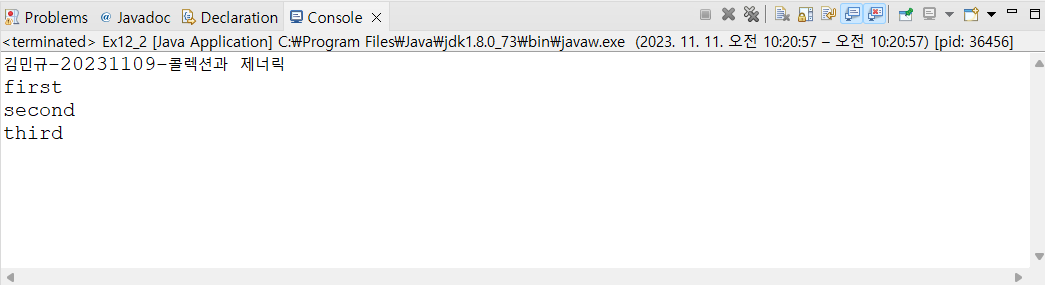 Problems @ Javadoc Declaration Console
<terminated> Ex12_2 [Java Application] C:₩Program Files₩Java₩jdk1.8.0_73₩bin₩javaw.exe (2023. 11. 11. 오전 10:20:57 – 오전 10:20:57) [pid: 36456]
김민규-20231109-콜렉션과 제너릭
first
second
third